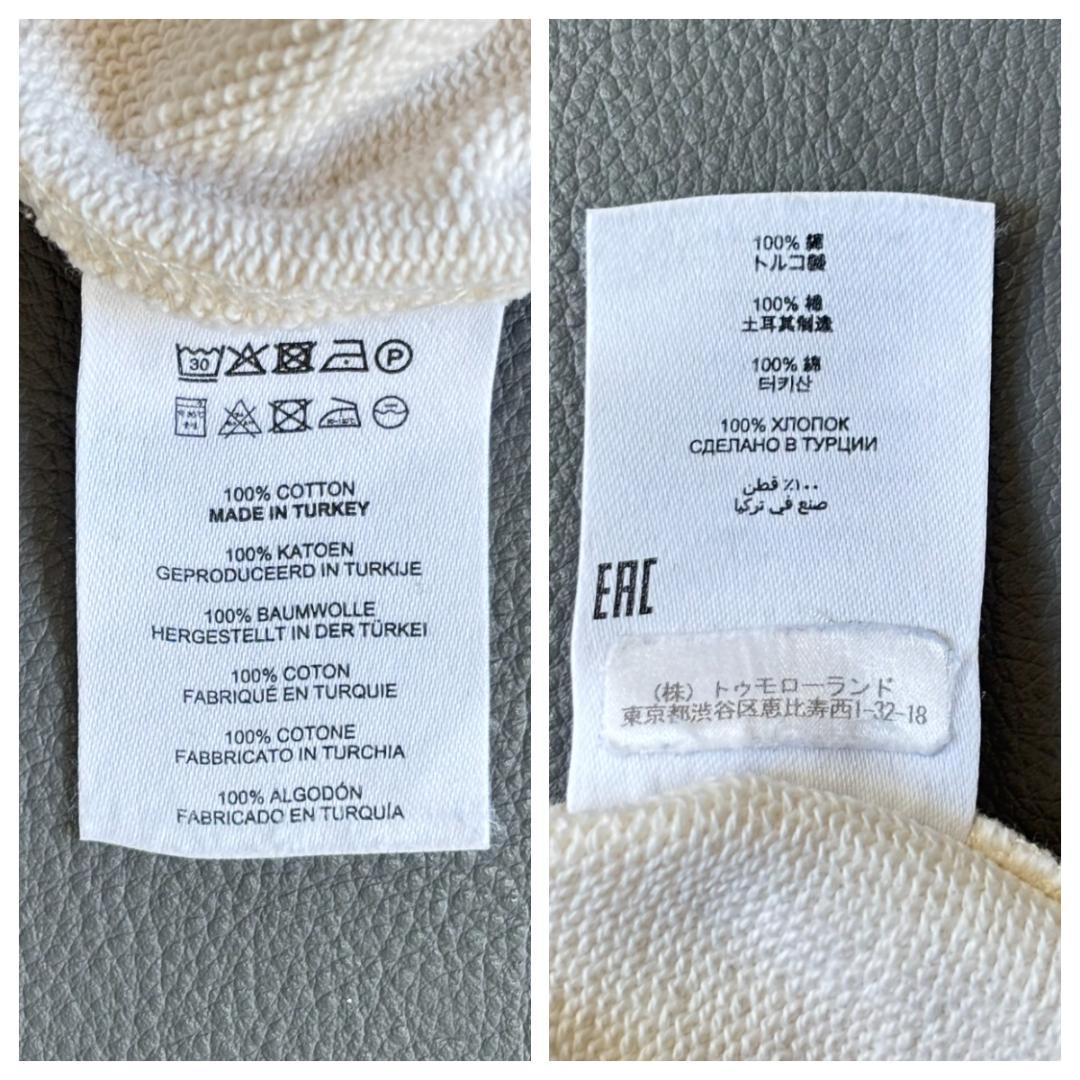 30 P
100% COTTON
MADE IN TURKEY
100% KATOEN
GEPRODUCEERD IN TURKIJE
100% BAUMWOLLE
HERGESTELLT IN DER TÜRKEI
100% COTON
FABRIQUÉ EN TURQUIE
100% COTONE
FABBRICATO IN TURCHIA
100% ALGODÓN
FABRICADO EN TURQUÍA
100% 綿
トルコ製
100% 棉
土耳其制造
100% 綿
터키산
100% ХЛОПОК
СДЕЛАНО В ТУРЦИИ
١٠٠٪ قطن
صنع في تركيا
EAC
(株) トゥモローランド
東京都渋谷区恵比寿西1-32-18